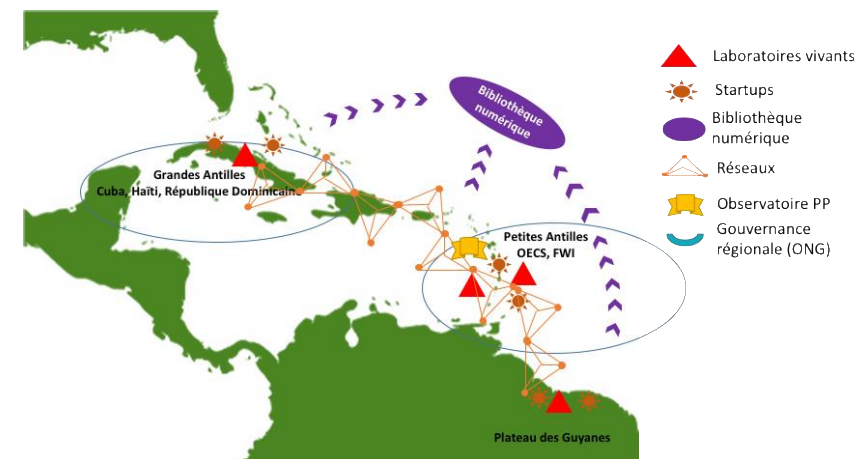 Bibliothèque
numérique
Grandes Antilles
Cuba, Haïti, République Dominicain
Petites Antilles
OECS, FWI
Plateau des Guyanes
Laboratoires vivants
Startups
Bibliothèque
numérique
Réseaux
Observatoire PP
Gouvernance
régionale (ONG)